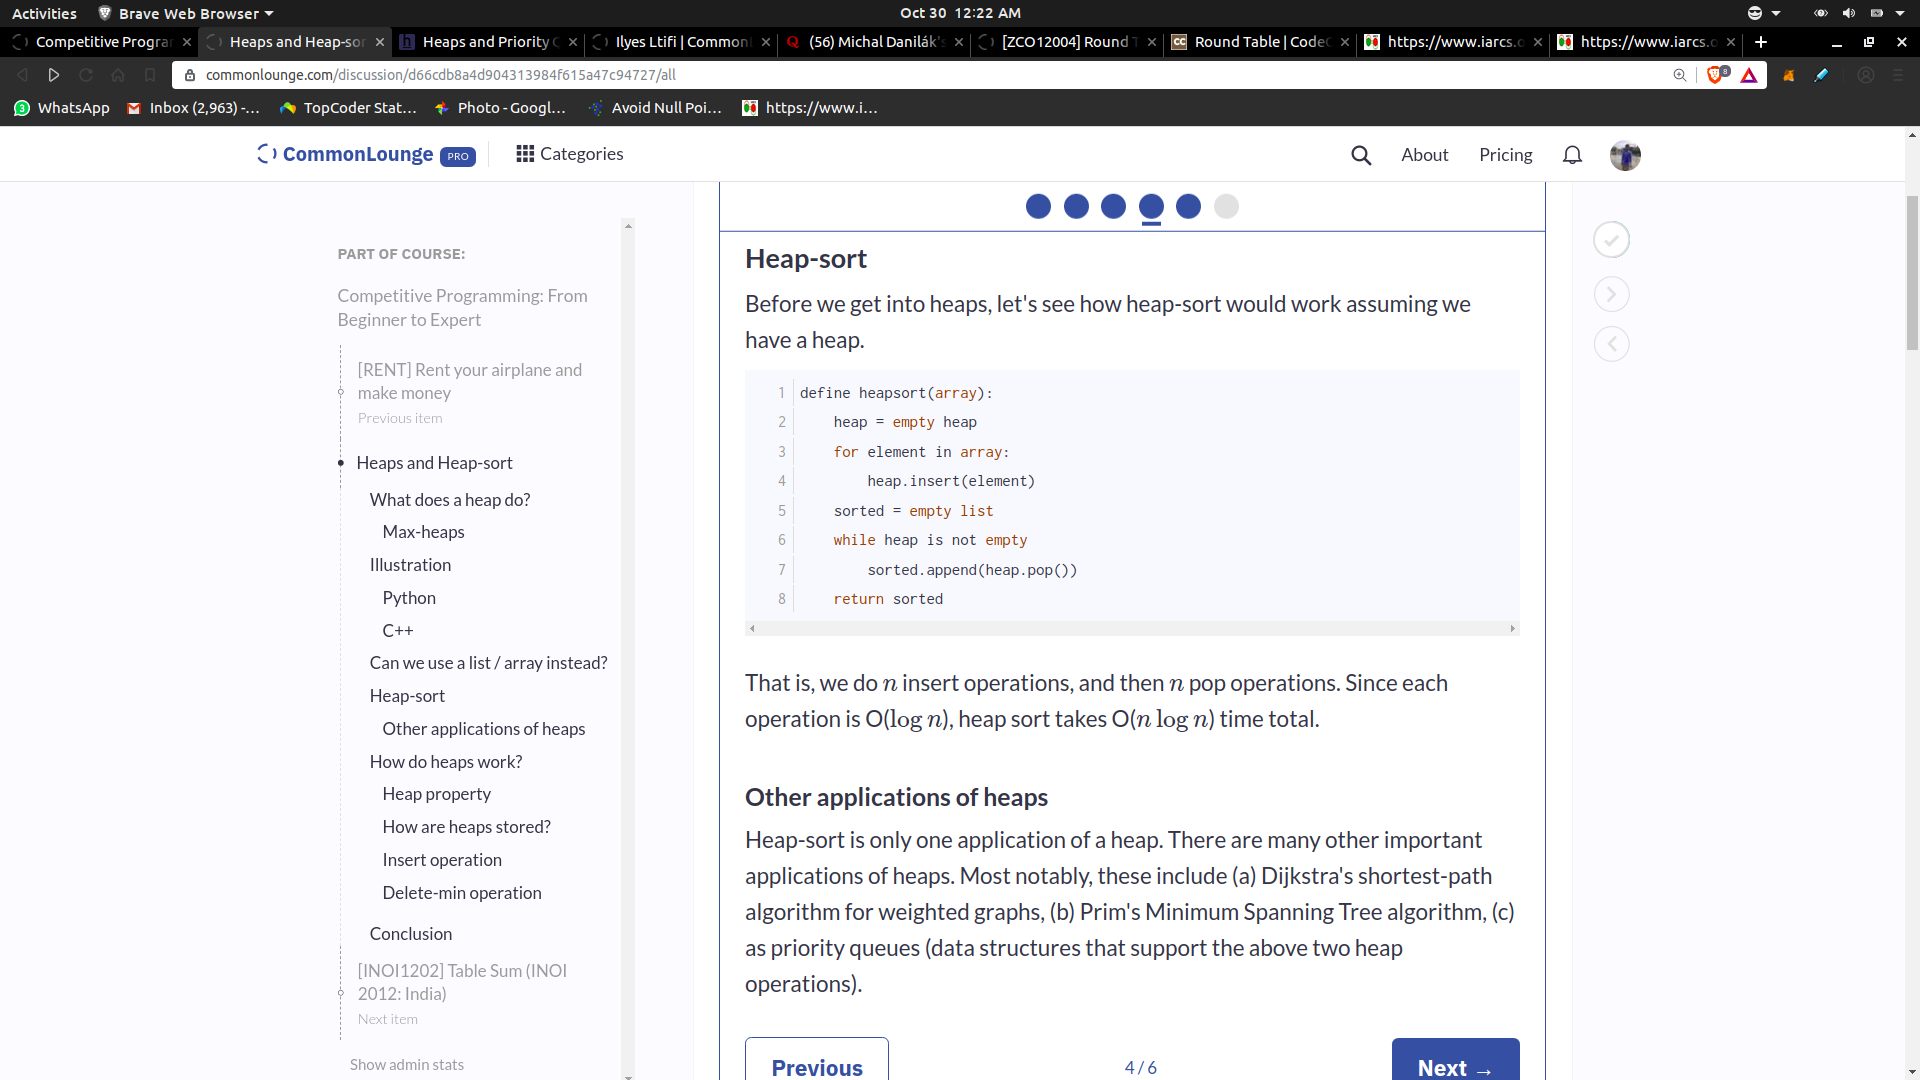 Activities Brave Web Browser Oct 30 12:22 AM
Competitive Progra Heaps and Heap-so Heaps and Priority Ilyes Ltifi | Common (56) Michal Danilák's [ZCO12004] Round T Round Table | CodeC https://www.iarcs.o https://www.iarcs.o
commonlounge.com/discussion/d66cdb8a4d904313984f615a47c94727/all 8
3 WhatsApp Inbox (2,963) -... TopCoder Stat... Photo - Googl... Avoid Null Poi... https://www.i...
CommonLounge PRO Categories About Pricing
PART OF COURSE:
Competitive Programming: From
Beginner to Expert
[RENT] Rent your airplane and
make money
Previous item
Heaps and Heap-sort
What does a heap do?
Max-heaps
Illustration
Python
C++
Can we use a list / array instead?
Heap-sort
Other applications of heaps
How do heaps work?
Heap property
How are heaps stored?
Insert operation
Delete-min operation
Conclusion
[INOI1202] Table Sum (INOI
2012: India)
Next item
Show admin stats
Heap-sort
Before we get into heaps, let's see how heap-sort would work assuming we
have a heap.
1 define heapsort(array):
2 heap = empty heap
3 for element in array:
4 heap.insert(element)
5 sorted = empty list
6 while heap is not empty
7 sorted.append(heap.pop())
8 return sorted
That is, we do n insert operations, and then n pop operations. Since each
operation is O(log n), heap sort takes O(n log n) time total.
Other applications of heaps
Heap-sort is only one application of a heap. There are many other important
applications of heaps. Most notably, these include (a) Dijkstra's shortest-path
algorithm for weighted graphs, (b) Prim's Minimum Spanning Tree algorithm, (c)
as priority queues (data structures that support the above two heap
operations).
Previous 4 / 6 Next →